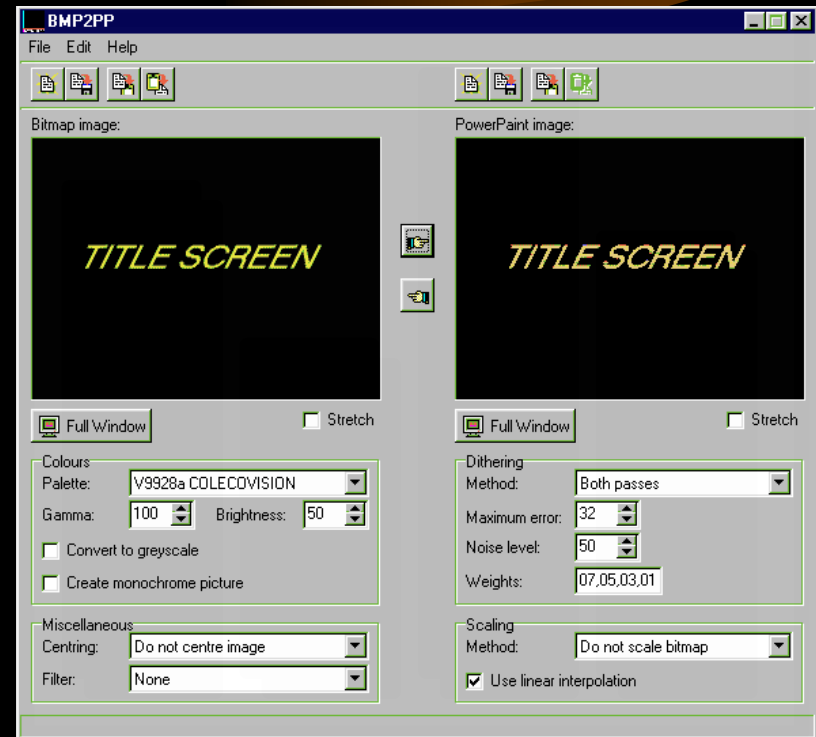 BMP2PP
File Edit Help
Bitmap image:
TITLE SCREEN
Full Window
Stretch
Colours
Palette: V9928a COLECOVISION
Gamma: 100 Brightness: 50
Convert to greyscale
Create monochrome picture
Miscellaneous
Centring: Do not centre image
Filter: None
PowerPaint image:
TITLE SCREEN
Full Window
Stretch
Dithering
Method: Both passes
Maximum error: 32
Noise level: 50
Weights: 07,05,03,01
Scaling
Method: Do not scale bitmap
Use linear interpolation